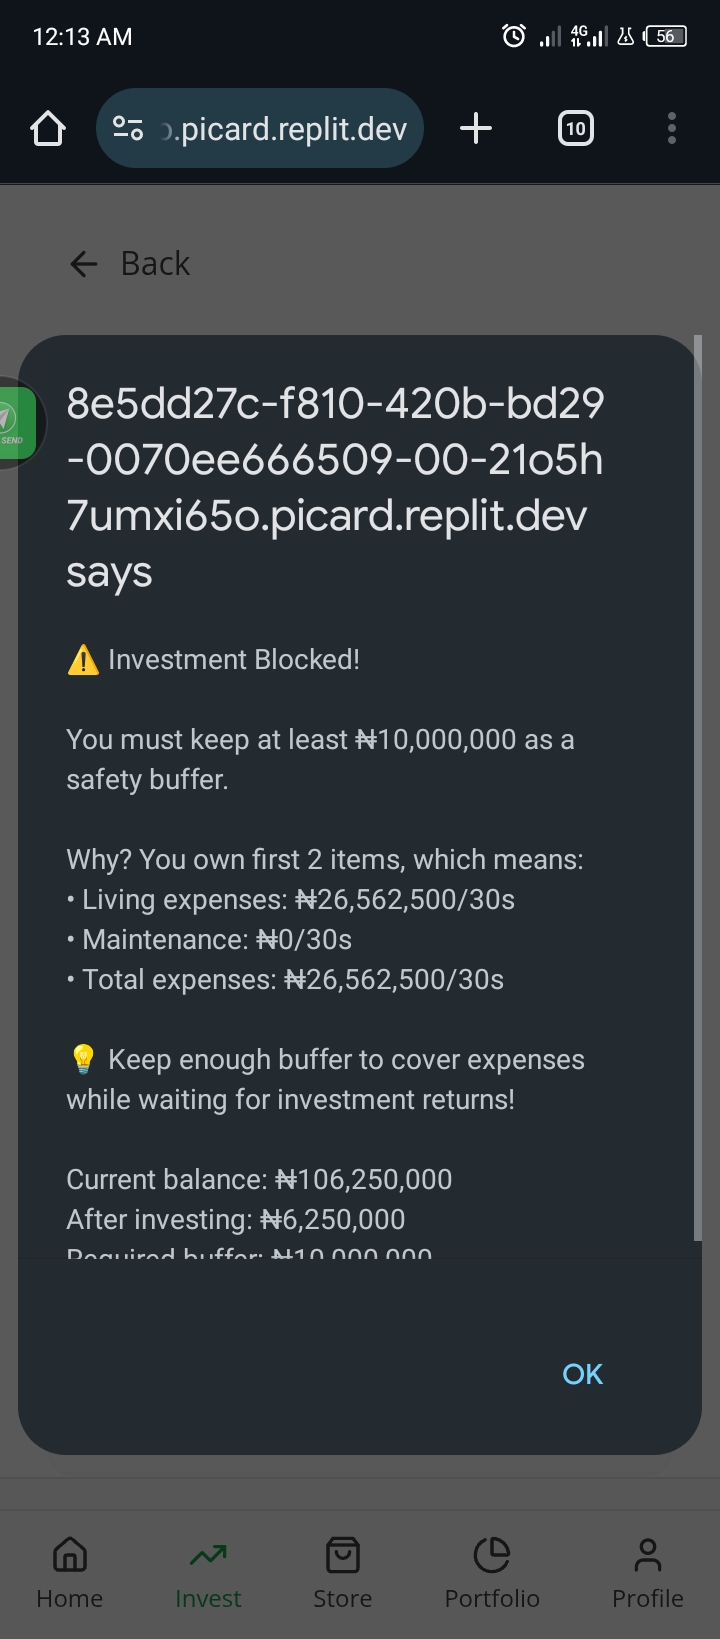 12:13 AM
4G
56
.picard.replit.dev
10
Back
SEND
8e5dd27c-f810-420b-bd29
-0070ee666509-00-21o5h
7umxi65o.picard.replit.dev
says
⚠️ Investment Blocked!
You must keep at least ₦10,000,000 as a
safety buffer.
Why? You own first 2 items, which means:
• Living expenses: ₦26,562,500/30s
• Maintenance: ₦0/30s
• Total expenses: ₦26,562,500/30s
💡 Keep enough buffer to cover expenses
while waiting for investment returns!
Current balance: ₦106,250,000
After investing: ₦6,250,000
Required buffer: ₦10,000,000
OK
Home
Invest
Store
Portfolio
Profile